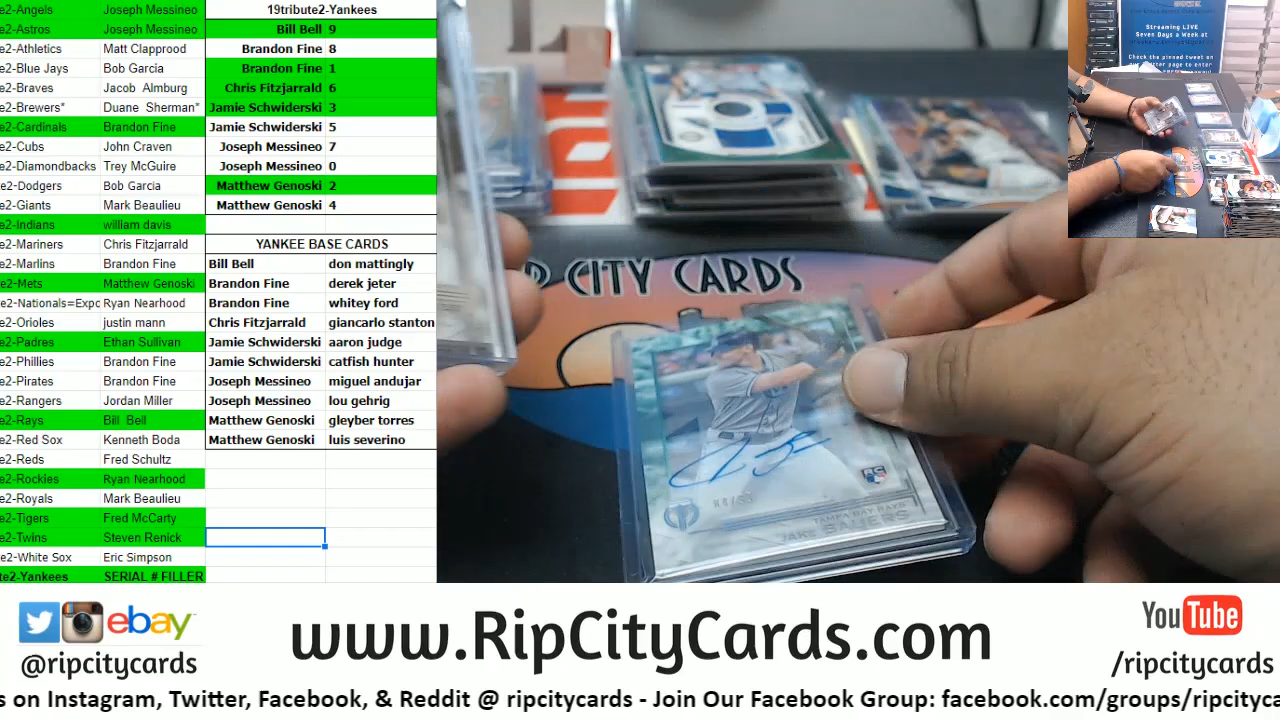 e2-Angels Joseph Messineo
e2-Astros Joseph Messineo
e2-Athletics Matt Clapprood
e2-Blue Jays Bob Garcia
e2-Braves Jacob Almburg
e2-Brewers* Duane Sherman*
e2-Cardinals Brandon Fine
e2-Cubs John Craven
e2-Diamondbacks Trey McGuire
e2-Dodgers Bob Garcia
e2-Giants Mark Beaulieu
e2-Indians william davis
e2-Mariners Chris Fitzjarrald
e2-Marlins Brandon Fine
e2-Mets Matthew Genoski
e2-Nationals=Expo Ryan Nearhood
e2-Orioles justin mann
e2-Padres Ethan Sullivan
e2-Phillies Brandon Fine
e2-Pirates Brandon Fine
e2-Rangers Jordan Miller
e2-Rays Bill Bell
e2-Red Sox Kenneth Boda
e2-Reds Fred Schultz
e2-Rockies Ryan Nearhood
e2-Royals Mark Beaulieu
e2-Tigers Fred McCarty
e2-Twins Steven Renick
e2-White Sox Eric Simpson
te2-Yankees SERIAL # FILLER
19tribute2-Yankees
Bill Bell 9
Brandon Fine 8
Brandon Fine 1
Chris Fitzjarrald 6
Jamie Schwiderski 3
Jamie Schwiderski 5
Joseph Messineo 7
Joseph Messineo 0
Matthew Genoski 2
Matthew Genoski 4
YANKEE BASE CARDS
Bill Bell don mattingly
Brandon Fine derek jeter
Brandon Fine whitey ford
Chris Fitzjarrald giancarlo stanton
Jamie Schwiderski aaron judge
Jamie Schwiderski catfish hunter
Joseph Messineo miguel andujar
Joseph Messineo lou gehrig
Matthew Genoski gleyber torres
Matthew Genoski luis severino
P CITY CARDS
RC
TAMPA BAY RAYS
Streaming LIVE
Seven Days a Week at
Check the pinned tweet on
our Twitter page to enter
ebay
@ripcitycards
www.RipCityCards.com
YouTube
/ripcitycards
s on Instagram, Twitter, Facebook, & Reddit @ ripcitycards - Join Our Facebook Group: facebook.com/groups/ripcityca